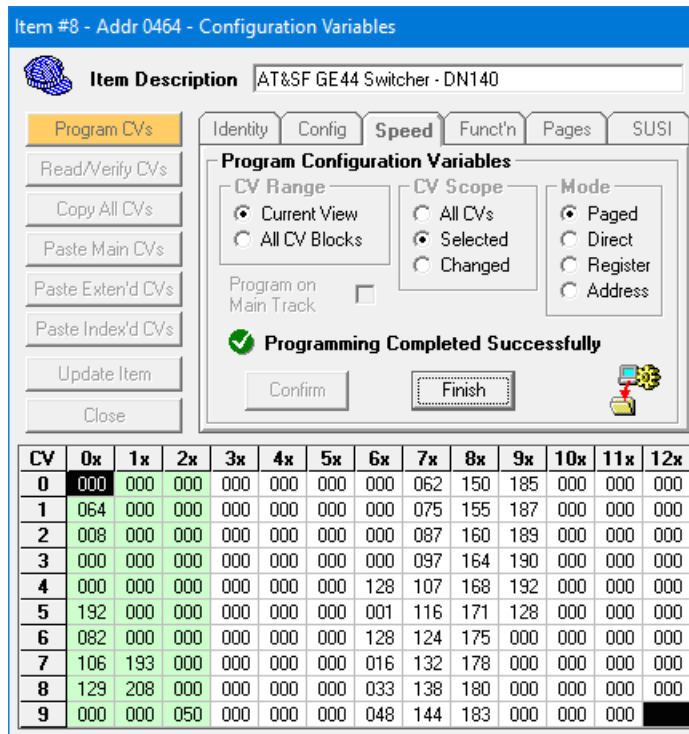 Item #8 - Addr 0464 - Configuration Variables
Item Description AT&SF GE44 Switcher - DN140
Program CVs
Read/Verify CVs
Copy All CVs
Paste Main CVs
Paste Exten'd CVs
Paste Index'd CVs
Update Item
Close
Identity Config Speed Funct'n Pages SUSI
Program Configuration Variables
CV Range CV Scope Mode
Current View All CVs Paged
All CV Blocks Selected Direct
Changed Register
Program on Address
Main Track
Programming Completed Successfully
Confirm Finish
CV 0x 1x 2x 3x 4x 5x 6x 7x 8x 9x 10x 11x 12x
0 000 000 000 000 000 000 000 062 150 185 000 000 000
1 064 000 000 000 000 000 000 075 155 187 000 000 000
2 008 000 000 000 000 000 000 087 160 189 000 000 000
3 000 000 000 000 000 000 000 097 164 190 000 000 000
4 000 000 000 000 000 000 128 107 168 192 000 000 000
5 192 000 000 000 000 000 001 116 171 128 000 000 000
6 082 000 000 000 000 000 128 124 175 000 000 000 000
7 106 193 000 000 000 000 016 132 178 000 000 000 000
8 129 208 000 000 000 000 033 138 180 000 000 000 000
9 000 000 050 000 000 000 048 144 183 000 000 000